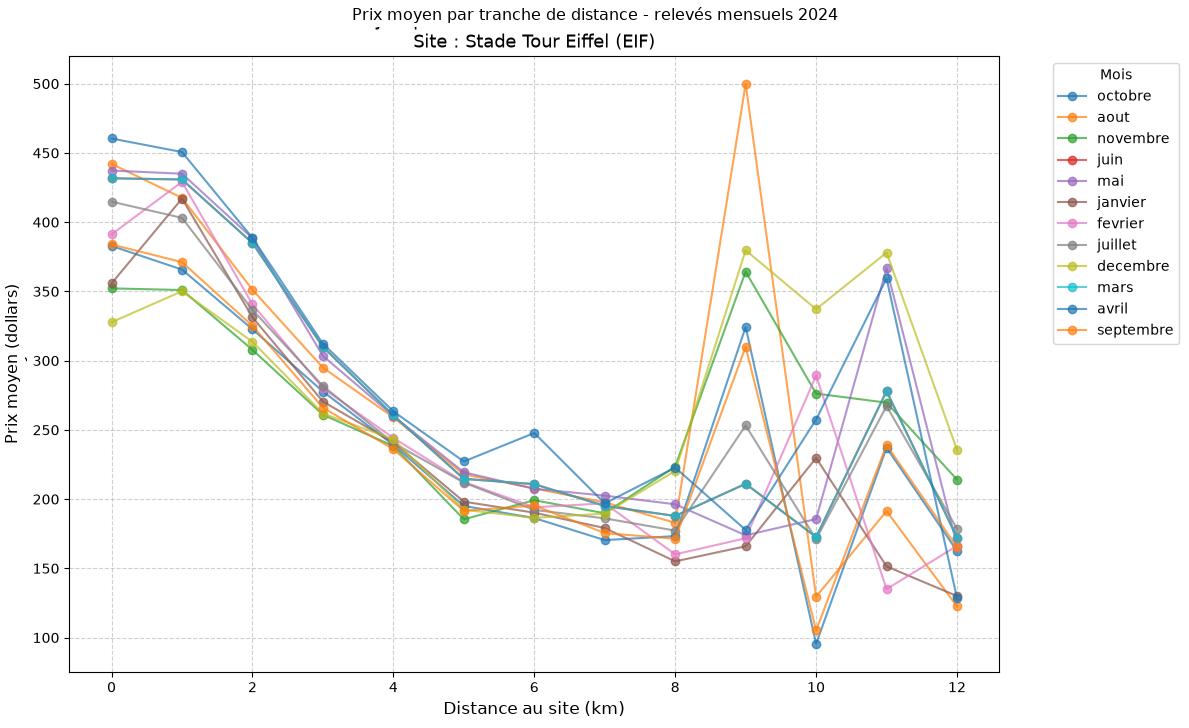 Prix moyen par tranche de distance - relevés mensuels 2024
Site : Stade Tour Eiffel (EIF)
Prix moyen (dollars)
500
450
400
350
300
250
200
150
100
0
2
4
6
8
10
12
Distance au site (km)
Mois
octobre
aout
novembre
juin
mai
janvier
fevrier
juillet
decembre
mars
avril
septembre